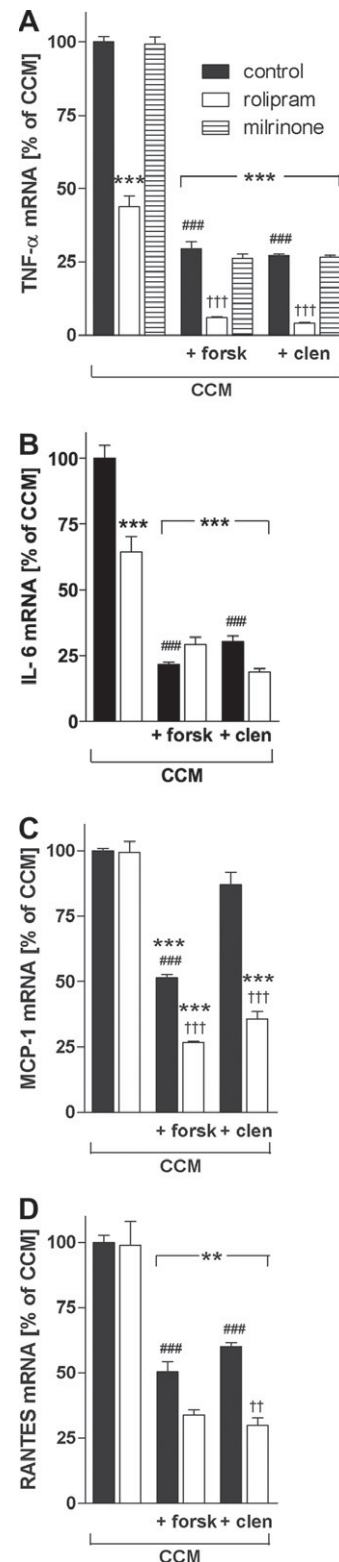 A
TNF-α mRNA [% of CCM]
100
75
50
25
0
control
rolipram
milrinone
***
***
###
###
†††
†††
+ forsk
+ clen
CCM
B
IL- 6 mRNA [% of CCM]
100
75
50
25
0
***
***
###
###
+ forsk + clen
CCM
C
MCP-1 mRNA [% of CCM]
100
75
50
25
0
***
###
***
†††
***
†††
+ forsk + clen
CCM
D
RANTES mRNA [% of CCM]
100
75
50
25
0
**
###
###
††
+ forsk + clen
CCM